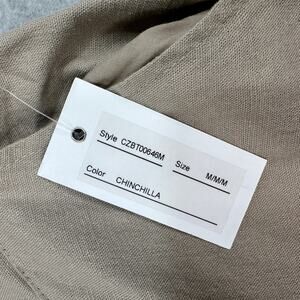 Style CZBT00646M Size M/M/M
Color CHINCHILLA